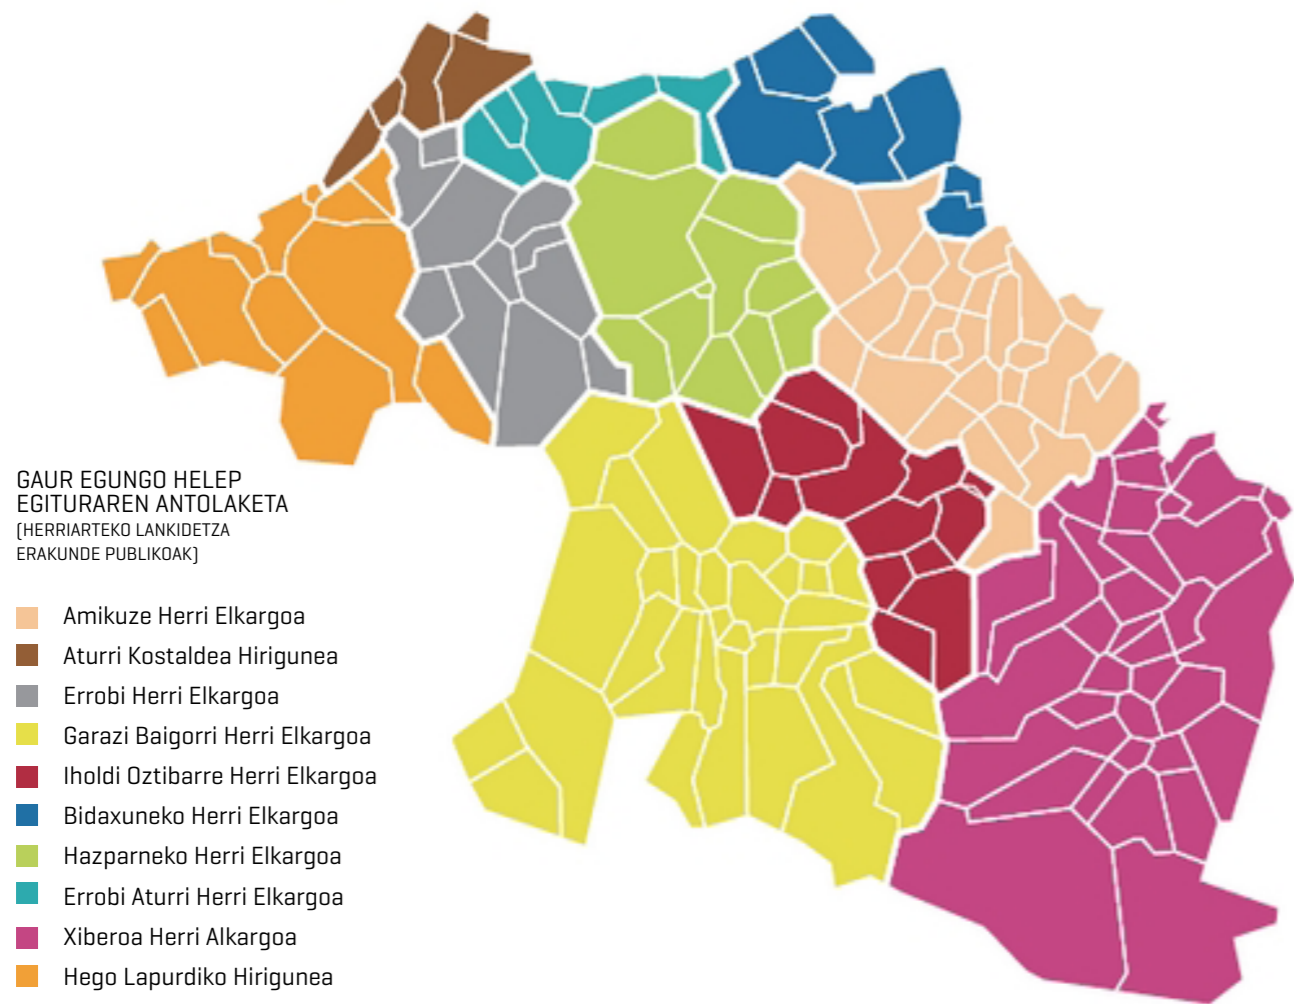 GAUR EGUNGO HELEP
EGITURAREN ANTOLAKETA
(HERRIARTEKO LANKIDETZA
ERAKUNDE PUBLIKOAK)
Amikuze Herri Elkargoa
Aturri Kostaldea Hirigunea
Errobi Herri Elkargoa
Garazi Baigorri Herri Elkargoa
Iholdi Oztibarre Herri Elkargoa
Bidaxuneko Herri Elkargoa
Hazparneko Herri Elkargoa
Errobi Aturri Herri Elkargoa
Xiberoa Herri Alkargoa
Hego Lapurdiko Hirigunea